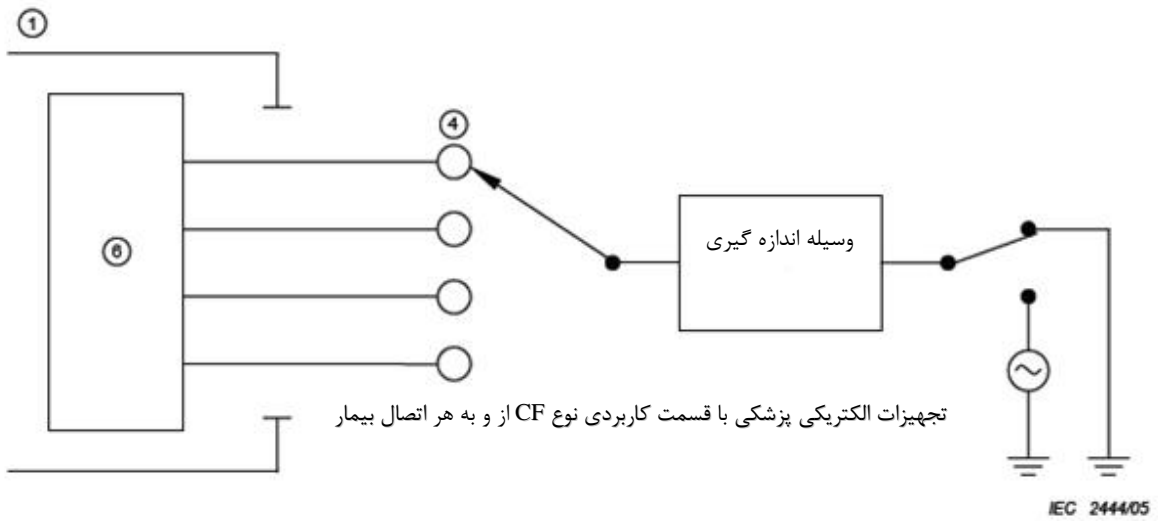 1
4
6
وسیله اندازه گیری
تجهیزات الکتریکی پزشکی با قسمت کاربردی نوع CF از و به هر اتصال بیمار
IEC 2444/05